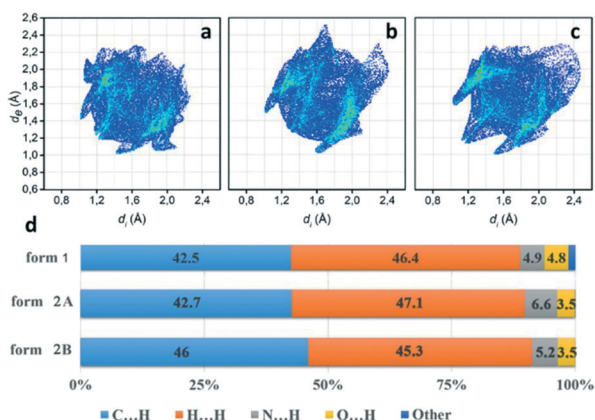 a
b
c
2,6
2,4
2,2
2,0
1,8
1,6
1,4
1,2
1,0
0,8
0,6
de (Å)
0,8 1,2 1,6 2,0 2,4
0,8 1,2 1,6 2,0 2,4
0,8 1,2 1,6 2,0 2,4
di (Å)
di (Å)
di (Å)
d
form 1 42.5 46.4 4.9 4.8
form 2A 42.7 47.1 6.6 3.5
form 2B 46 45.3 5.2 3.5
0% 25% 50% 75% 100%
C...H H...H N...H O...H Other